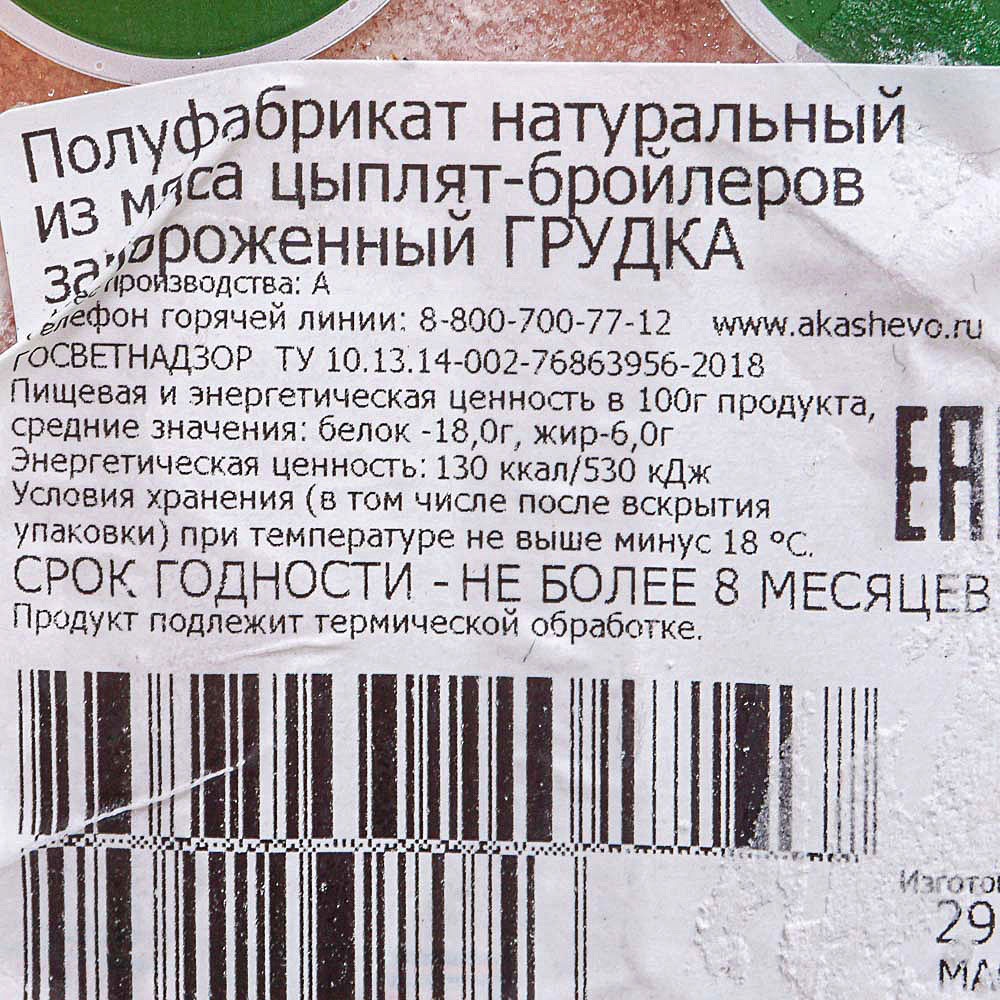 Полуфабрикат натуральный
из мяса цыплят-бройлеров
замороженный ГРУДКА
производства: А
Телефон горячей линии: 8-800-700-77-12 www.akashevo.ru
ГОСВЕТНАДЗОР ТУ 10.13.14-002-76863956-2018
Пищевая и энергетическая ценность в 100г продукта,
средние значения: белок -18,0г, жир-6,0г
Энергетическая ценность: 130 ккал/530 кДж
Условия хранения (в том числе после вскрытия
упаковки) при температуре не выше минус 18 °С.
СРОК ГОДНОСТИ - НЕ БОЛЕЕ 8 МЕСЯЦЕВ
Продукт подлежит термической обработке.
Изгото
29